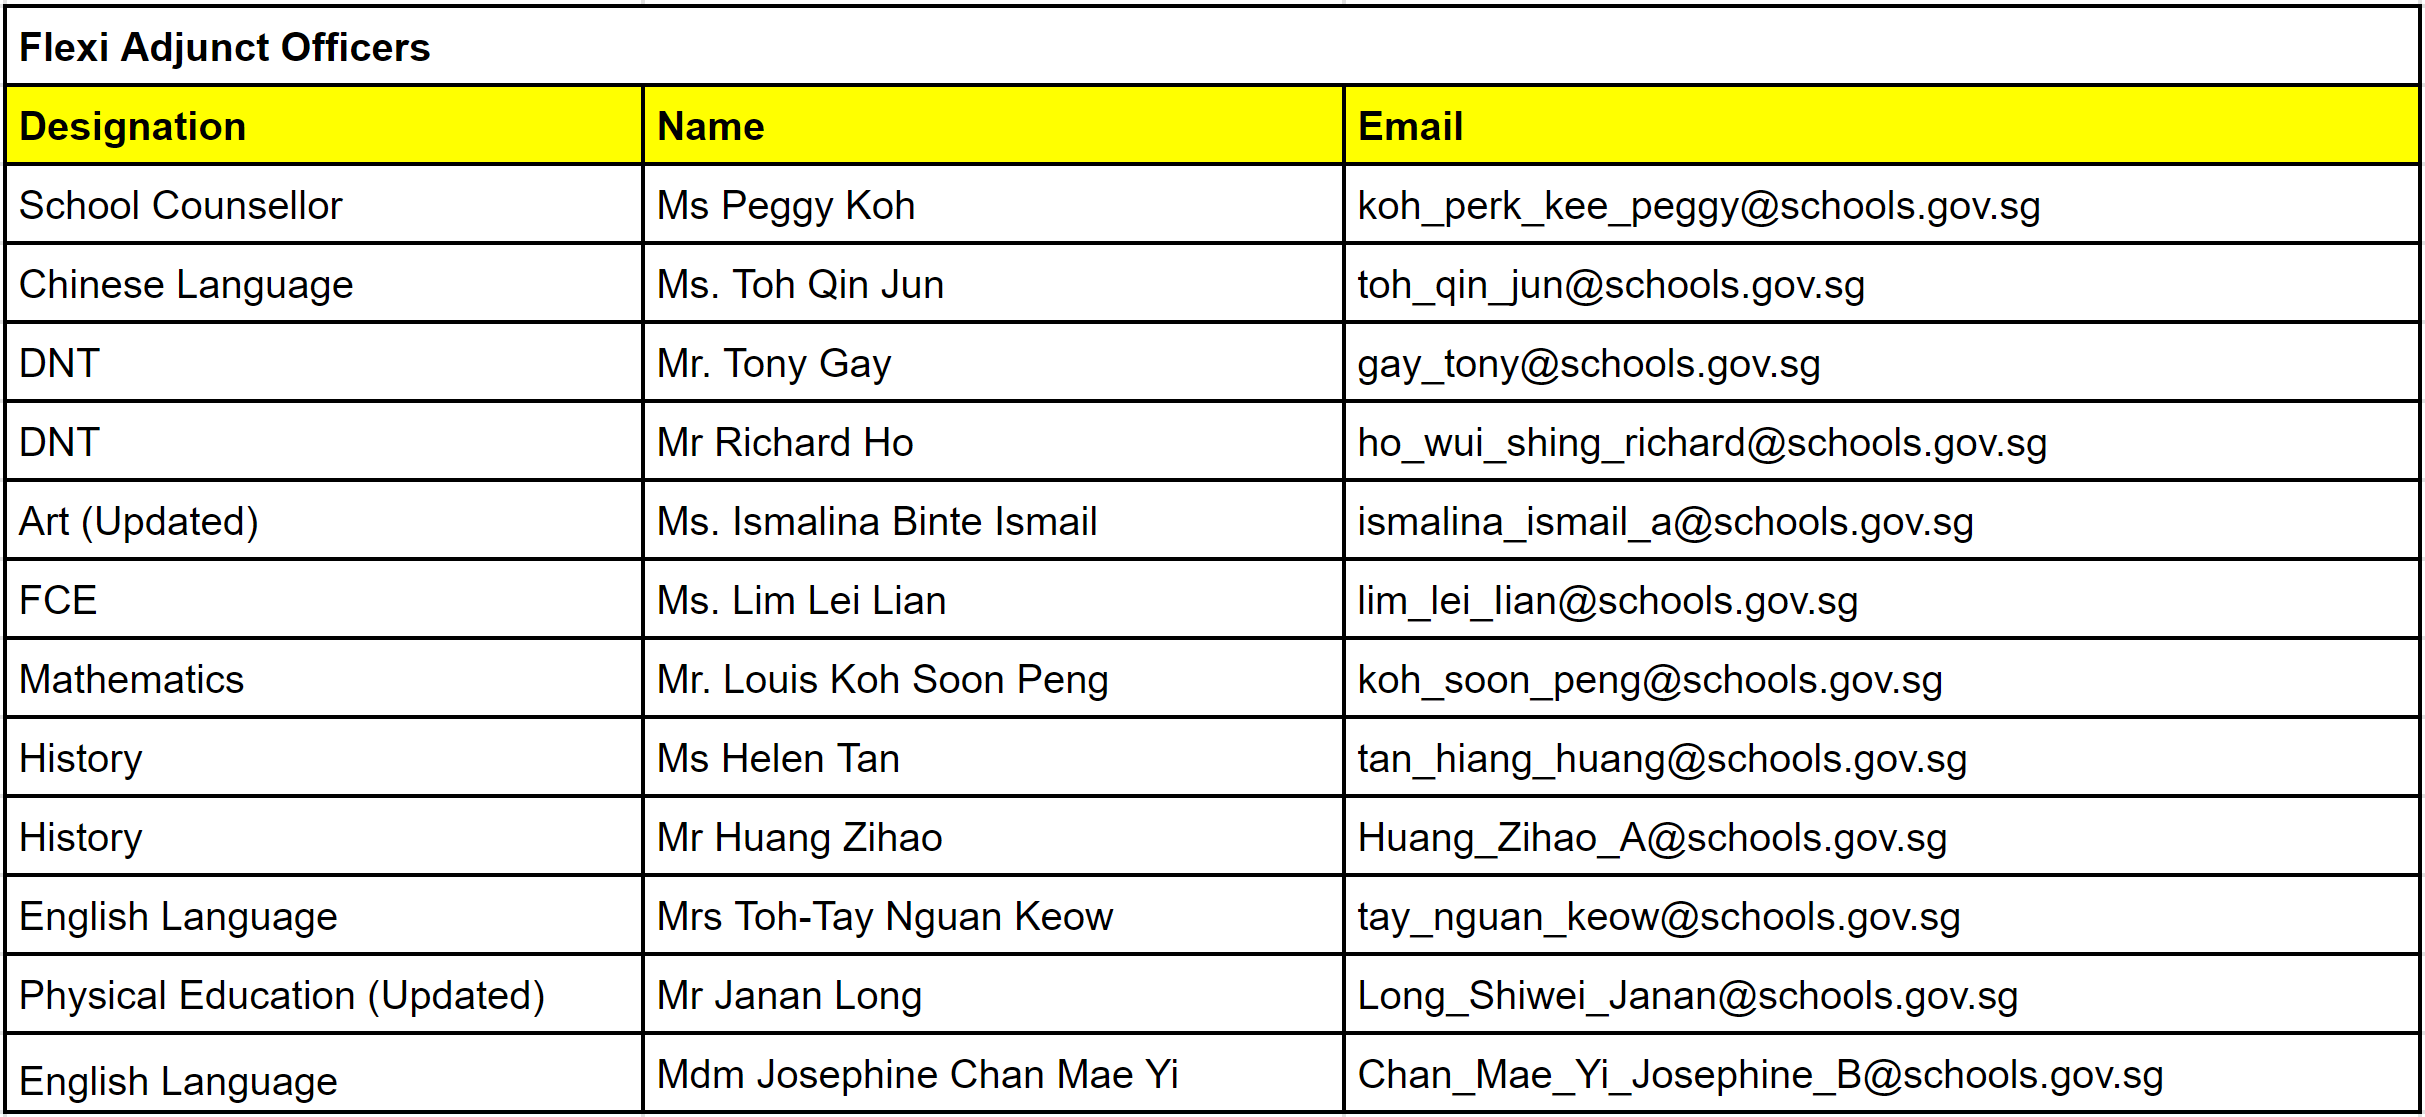 Flexi Adjunct Officers
Designation Name Email
School Counsellor Ms Peggy Koh koh_perk_kee_peggy@schools.gov.sg
Chinese Language Ms. Toh Qin Jun toh_qin_jun@schools.gov.sg
DNT Mr. Tony Gay gay_tony@schools.gov.sg
DNT Mr Richard Ho ho_wui_shing_richard@schools.gov.sg
Art (Updated) Ms. Ismalina Binte Ismail ismalina_ismail_a@schools.gov.sg
FCE Ms. Lim Lei Lian lim_lei_lian@schools.gov.sg
Mathematics Mr. Louis Koh Soon Peng koh_soon_peng@schools.gov.sg
History Ms Helen Tan tan_hiang_huang@schools.gov.sg
History Mr Huang Zihao Huang_Zihao_A@schools.gov.sg
English Language Mrs Toh-Tay Nguan Keow tay_nguan_keow@schools.gov.sg
Physical Education (Updated) Mr Janan Long Long_Shiwei_Janan@schools.gov.sg
English Language Mdm Josephine Chan Mae Yi Chan_Mae_Yi_Josephine_B@schools.gov.sg